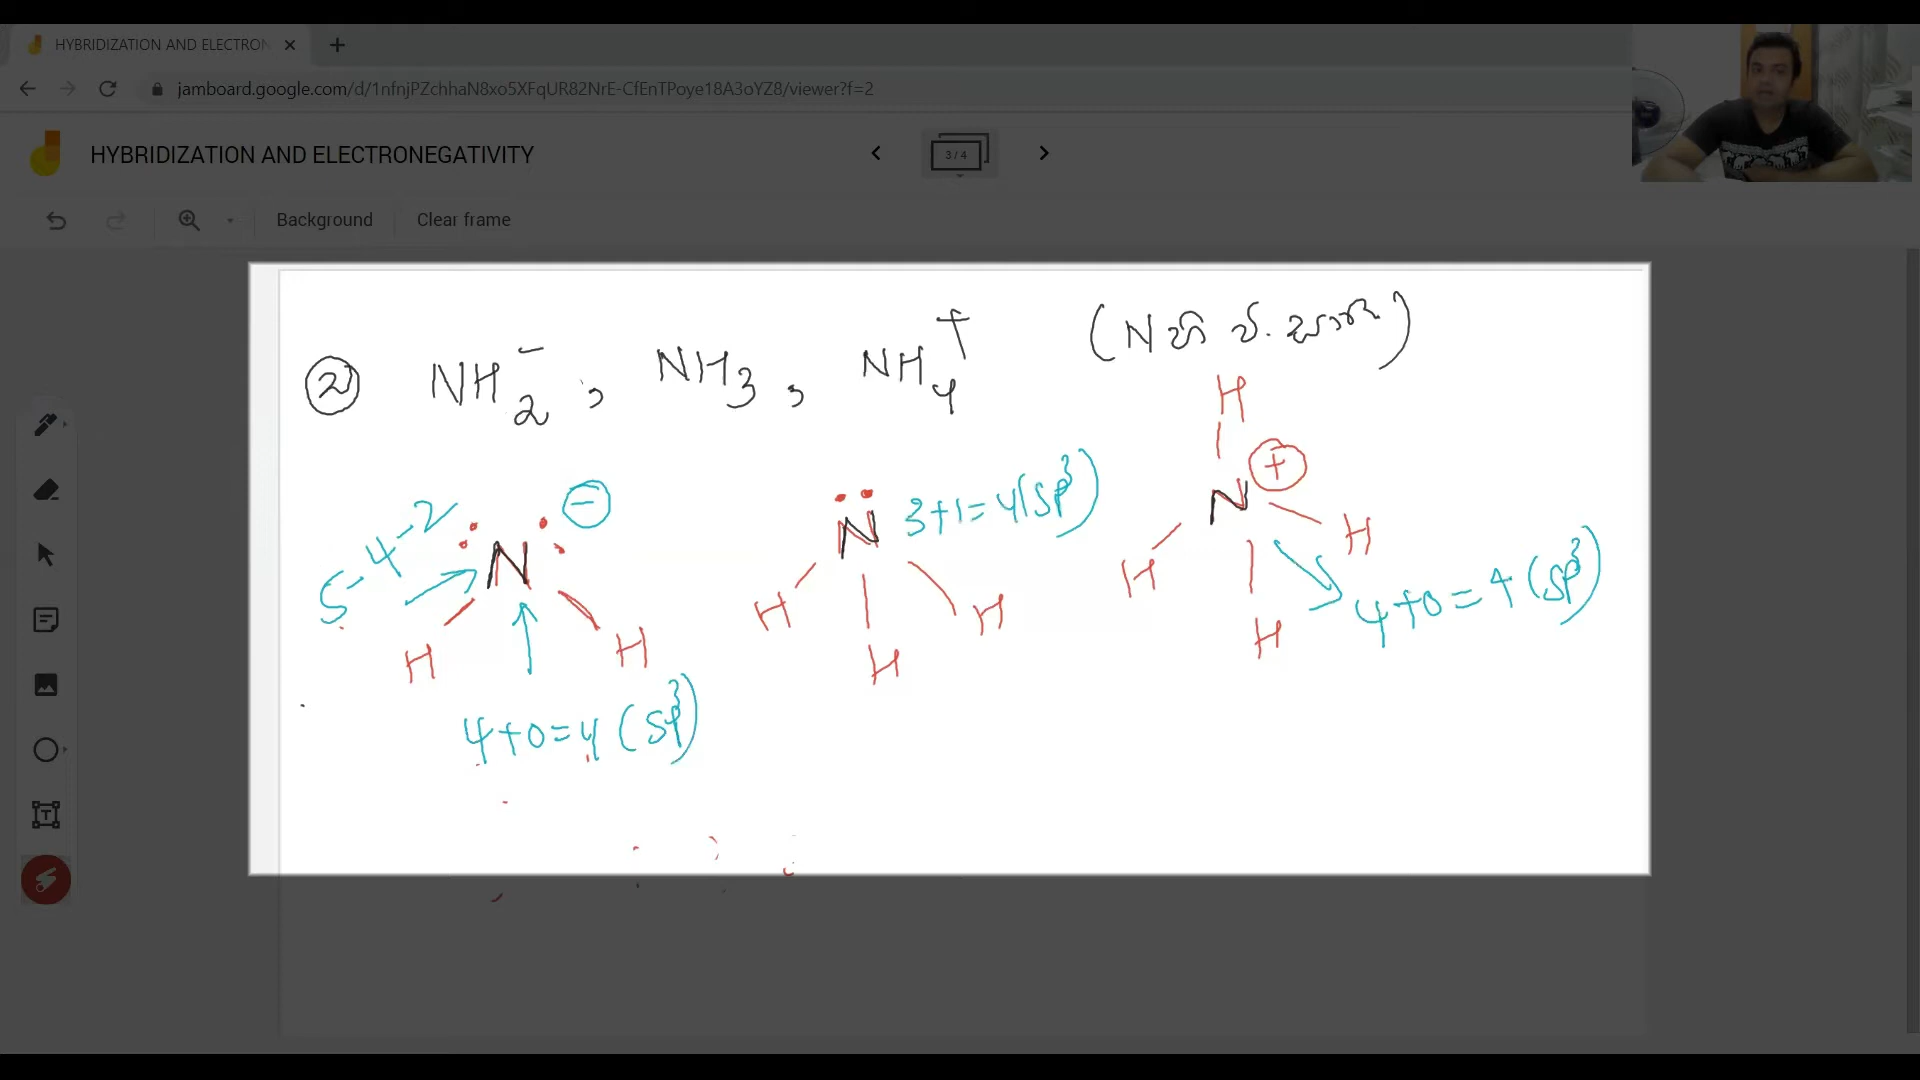 HYBRIDIZATION AND ELECTRON
jamboard.google.com/d/1nfnjPZchhaN8xo5XFqUR82NrE-CfEnTPoye18A3oYZ8/viewer?f=2
HYBRIDIZATION AND ELECTRONEGATIVITY
3 / 4
Background Clear frame
② NH₂⁻, NH₃, NH₄⁺ (N
H
N ⊕
H H
H
4+0=4 (sp³)
N 3+1=4(sp³)
H H
H
5-4-2
N ⊖
H H
4+0=4 (sp³)